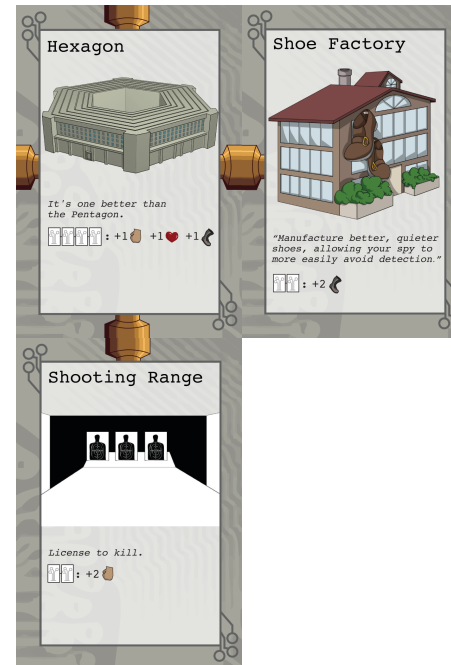 Hexagon
It's one better than
the Pentagon.
: +1 +1 +1
Shoe Factory
"Manufacture better, quieter
shoes, allowing your spy to
more easily avoid detection."
: +2
Shooting Range
License to kill.
: +2